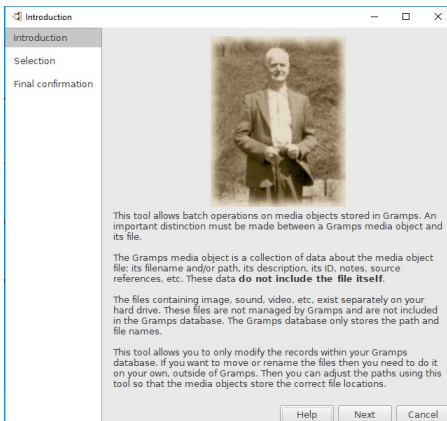 Introduction
Introduction
Selection
Final confirmation
This tool allows batch operations on media objects stored in Gramps. An
important distinction must be made between a Gramps media object and
its file.
The Gramps media object is a collection of data about the media object
file: its filename and/or path, its description, its ID, notes, source
references, etc. These data do not include the file itself.
The files containing image, sound, video, etc, exist separately on your
hard drive. These files are not managed by Gramps and are not included
in the Gramps database. The Gramps database only stores the path and
file names.
This tool allows you to only modify the records within your Gramps
database. If you want to move or rename the files then you need to do it
on your own, outside of Gramps. Then you can adjust the paths using this
tool so that the media objects store the correct file locations.
Help
Next
Cancel